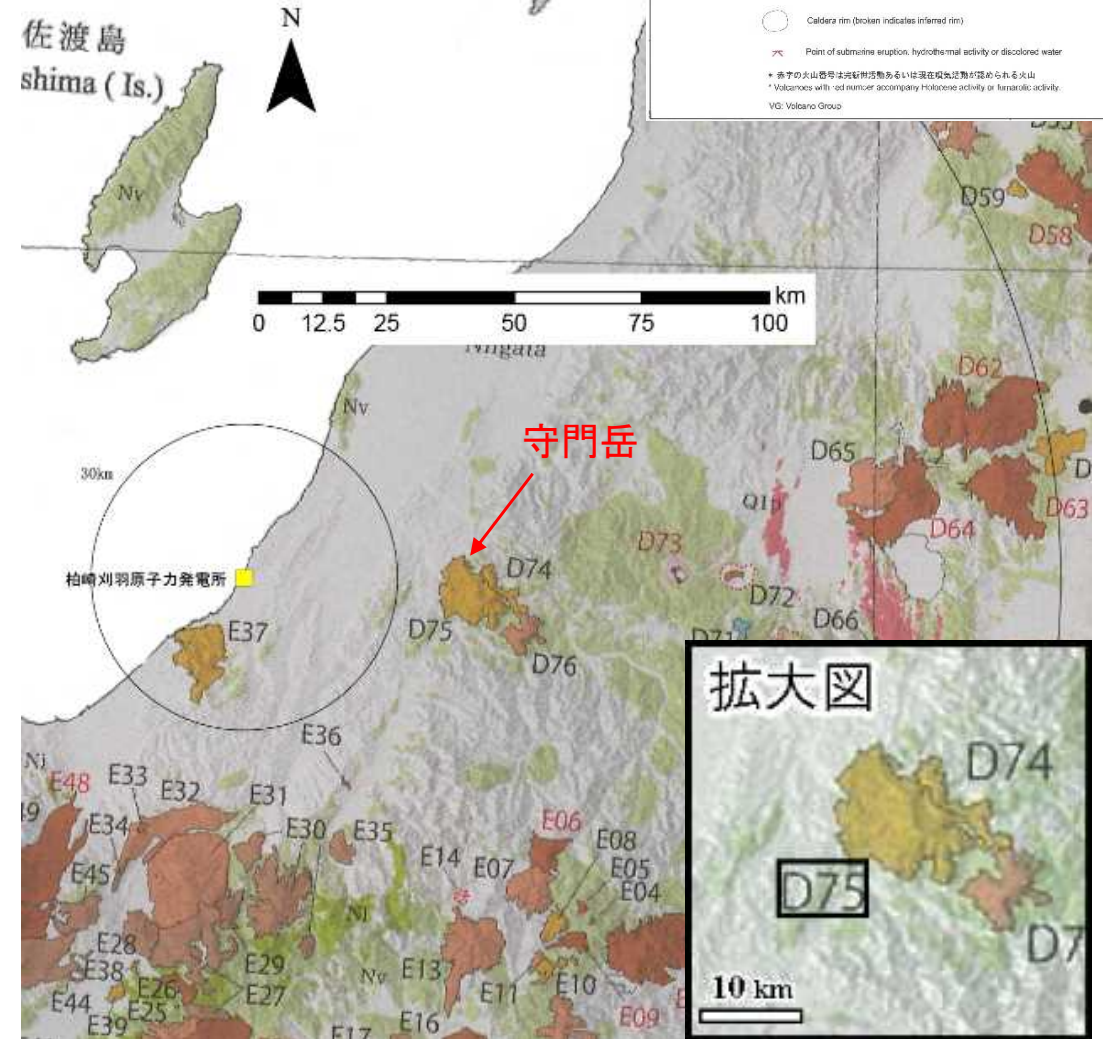 佐渡島
shima ( Is.)
N
Caldera rim (broken indicates inferred rim)
Point of submarine eruption, hydrothermal activity or discolored water
* 赤字の火山番号は完新世活動あるいは現在噴気活動が認められる火山
* Volcanoes with red number accompany Holocene activity or fumarolic activity.
VG: Volcano Group
Nv
D59
D58
km
0 12.5 25 50 75 100
Niigata
Nv
D62
守門岳
D65
30km
D
Q1p
D64
D63
D73
D74
柏崎刈羽原子力発電所
D72
E37
D75
D66
D71
D76
拡大図
D74
D75
D7
10 km
E36
Nj
E48
E33
E32
E31
49
E34
E30
E35
E06
E08
E14
E07
E05
E45
E04
Nj
E28
E38
E29
Nv
E13
E10
E44
E26
E27
E11
E25
E39
E16
E09
E17